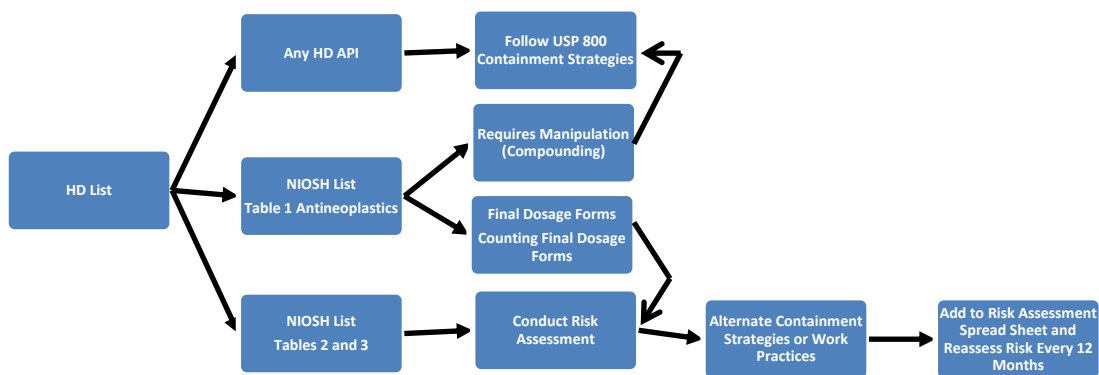 Any HD API
Follow USP 800
Containment Strategies
Requires Manipulation
(Compounding)
HD List
NIOSH List
Table 1 Antineoplastics
Final Dosage Forms
Counting Final Dosage
Forms
NIOSH List
Tables 2 and 3
Conduct Risk
Assessment
Alternate Containment
Strategies or Work
Practices
Add to Risk Assessment
Spread Sheet and
Reassess Risk Every 12
Months